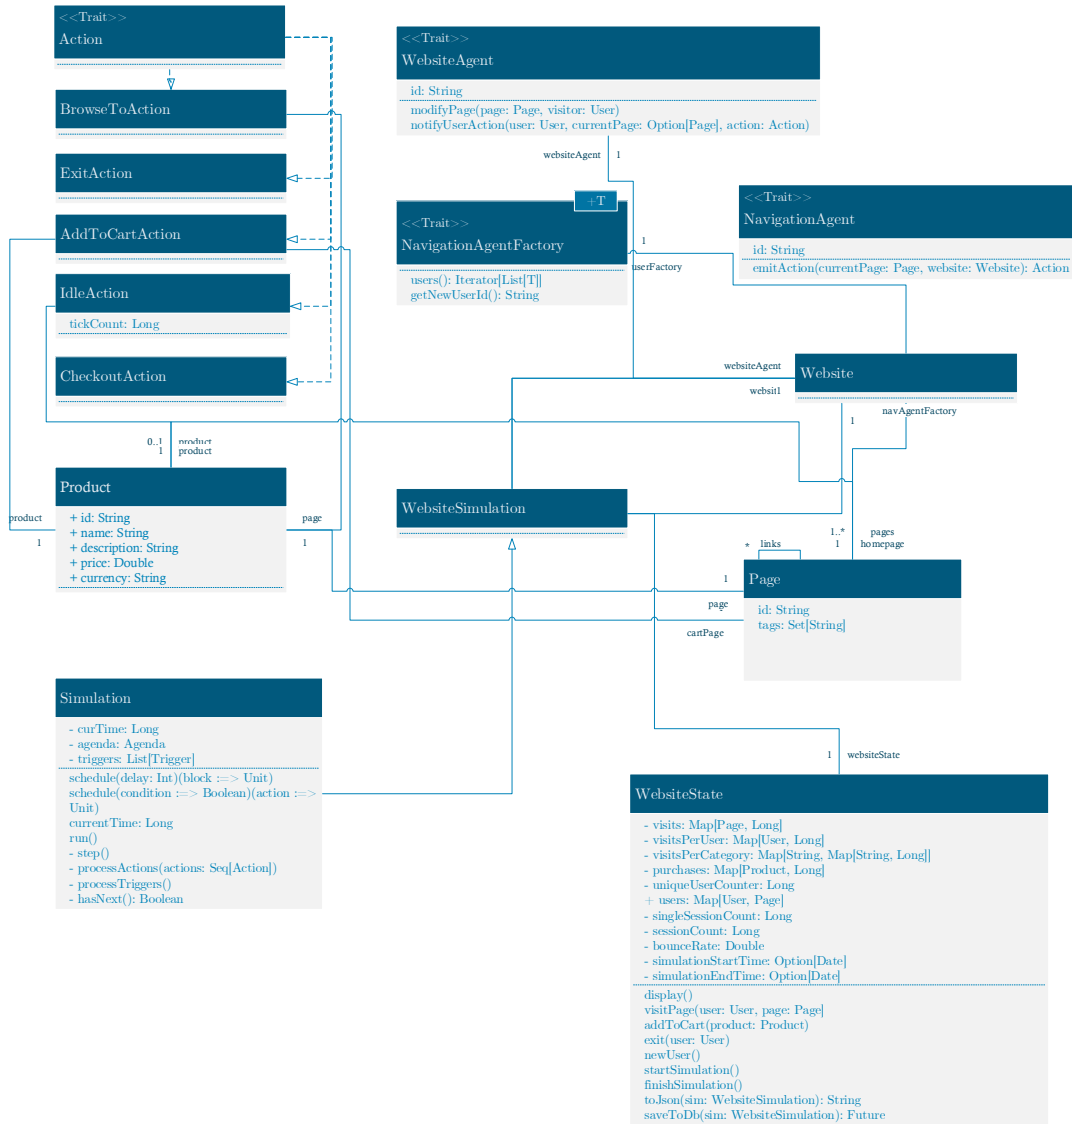 <<Trait>>
Action
BrowseToAction
ExitAction
AddToCartAction
IdleAction
tickCount: Long
CheckoutAction
<<Trait>>
WebsiteAgent
id: String
modifyPage(page: Page, visitor: User)
notifyUserAction(user: User, currentPage: Option[Page], action: Action)
websiteAgent
1
+T
<<Trait>>
NavigationAgentFactory
users(): Iterator[List[T]]
getNewUserId(): String
1
userFactory
<<Trait>>
NavigationAgent
id: String
emitAction(currentPage: Page, website: Website): Action
websiteAgent
websit1
Website
navAgentFactory
1
0..1
product
1
product
Product
+ id: String
+ name: String
+ description: String
+ price: Double
+ currency: String
product
1
page
1
WebsiteSimulation
1..*
pages
1
homepage
*
links
Page
id: String
tags: Set[String]
1
page
cartPage
Simulation
- curTime: Long
- agenda: Agenda
- triggers: List[Trigger]
schedule(delay: Int)(block :=> Unit)
schedule(condition :=> Boolean)(action :=>
Unit)
currentTime: Long
run()
- step()
- processActions(actions: Seq[Action])
- processTriggers()
- hasNext(): Boolean
1
websiteState
WebsiteState
- visits: Map[Page, Long]
- visitsPerUser: Map[User, Long]
- visitsPerCategory: Map[String, Map[String, Long]]
- purchases: Map[Product, Long]
- uniqueUserCounter: Long
+ users: Map[User, Page]
- singleSessionCount: Long
- sessionCount: Long
- bounceRate: Double
- simulationStartTime: Option[Date]
- simulationEndTime: Option[Date]
display()
visitPage(user: User, page: Page]
addToCart(product: Product)
exit(user: User)
newUser()
startSimulation()
finishSimulation()
toJson(sim: WebsiteSimulation): String
saveToDb(sim: WebsiteSimulation): Future